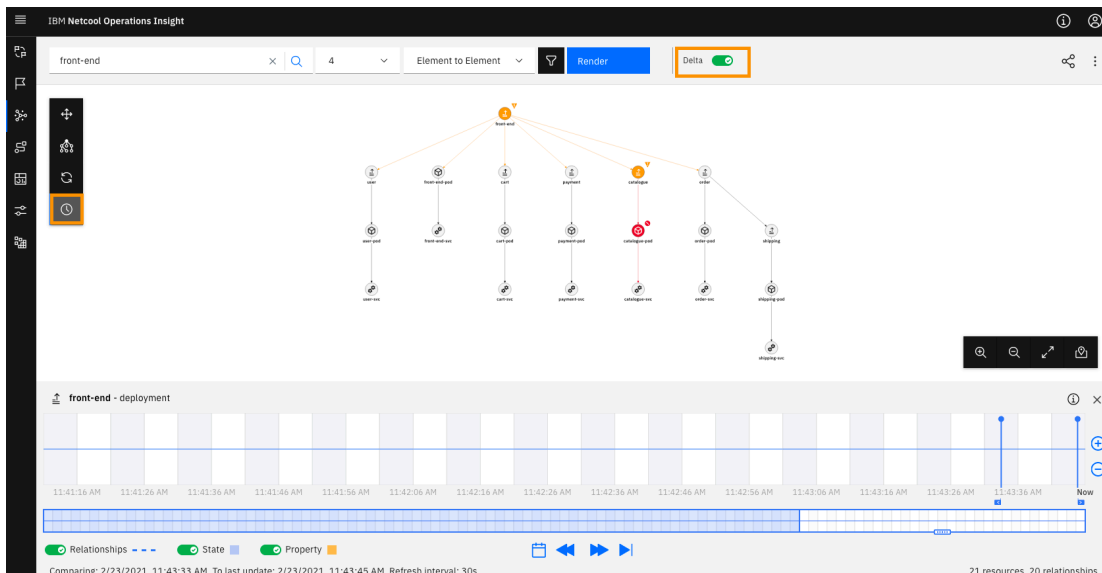 IBM Netcool Operations Insight
front-end
4
Element to Element
Render
Delta
front-end
user
front-end-pod
cart
payment
catalogue
order
user-pod
front-end-svc
cart-pod
payment-pod
catalogue-pod
order-pod
shipping
user-svc
cart-svc
payment-svc
catalogue-svc
order-svc
shipping-pod
shipping-svc
front-end - deployment
11:41:16 AM 11:41:26 AM 11:41:36 AM 11:41:46 AM 11:41:56 AM 11:42:06 AM 11:42:16 AM 11:42:26 AM 11:42:36 AM 11:42:46 AM 11:42:56 AM 11:43:06 AM 11:43:16 AM 11:43:26 AM 11:43:36 AM Now
Relationships State Property
Comparing: 2/23/2021, 11:43:33 AM, To last update: 2/23/2021, 11:43:45 AM, Refresh interval: 30s 21 resources, 20 relationships